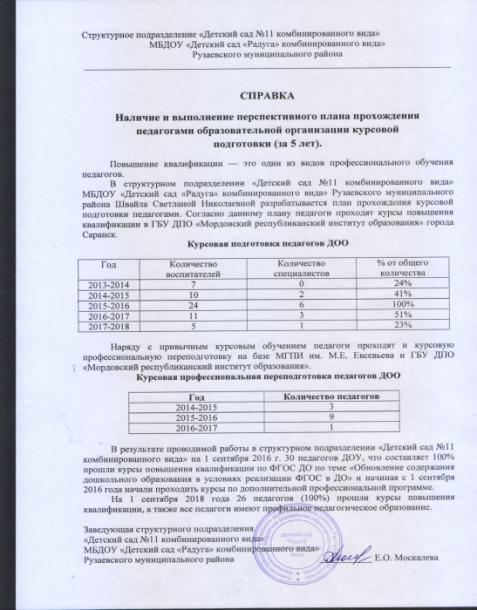 Структурное подразделение «Детский сад №11 комбинированного вида»
МБДОУ «Детский сад «Радуга» комбинированного вида»
Рузаевского муниципального района
СПРАВКА
Наличие и выполнение перспективного плана прохождения
педагогами образовательной организации курсовой
подготовки (за 5 лет).
Повышение квалификации — это один из видов профессионального обучения
педагогов.
В структурном подразделении «Детский сад №11 комбинированного вида»
МБДОУ «Детский сад «Радуга» комбинированного вида» Рузаевского муниципального
района Швайла Светланой Николаевной разрабатывается план прохождения курсовой
подготовки педагогами. Согласно данному плану педагоги проходят курсы повышения
квалификации в ГБУ ДПО «Мордовский республиканский институт образования» города
Саранск.
Курсовая подготовка педагогов ДОО
Год Количество воспитателей Количество специалистов % от общего количества
2013-2014 7 0 24%
2014-2015 10 2 41%
2015-2016 24 6 100%
2016-2017 11 3 51%
2017-2018 5 1 23%
Наряду с привычным курсовым обучением педагоги проходят и курсовую
профессиональную переподготовку на базе МГПИ им. М.Е. Евсевьева и ГБУ ДПО
«Мордовский республиканский институт образования».
Курсовая профессиональная переподготовка педагогов ДОО
Год Количество педагогов
2014-2015 3
2015-2016 9
2016-2017 1
В результате проводимой работы в структурном подразделении «Детский сад №11
комбинированного вида» на 1 сентября 2016 г. 30 педагогов ДОУ, что составляет 100%
прошли курсы повышения квалификации по ФГОС ДО по теме «Обновление содержания
дошкольного образования в условиях реализации ФГОС в ДО» и начиная с 1 сентября
2016 года начали проходить курсы по дополнительной профессиональной программе.
На 1 сентября 2018 года 26 педагогов (100%) прошли курсы повышения
квалификации, а также все педагоги имеют профильное педагогическое образование.
Заведующая структурного подразделения
«Детский сад №11 комбинированного вида»
МБДОУ «Детский сад «Радуга» комбинированного вида»
Рузаевского муниципального района Е.О. Москалева